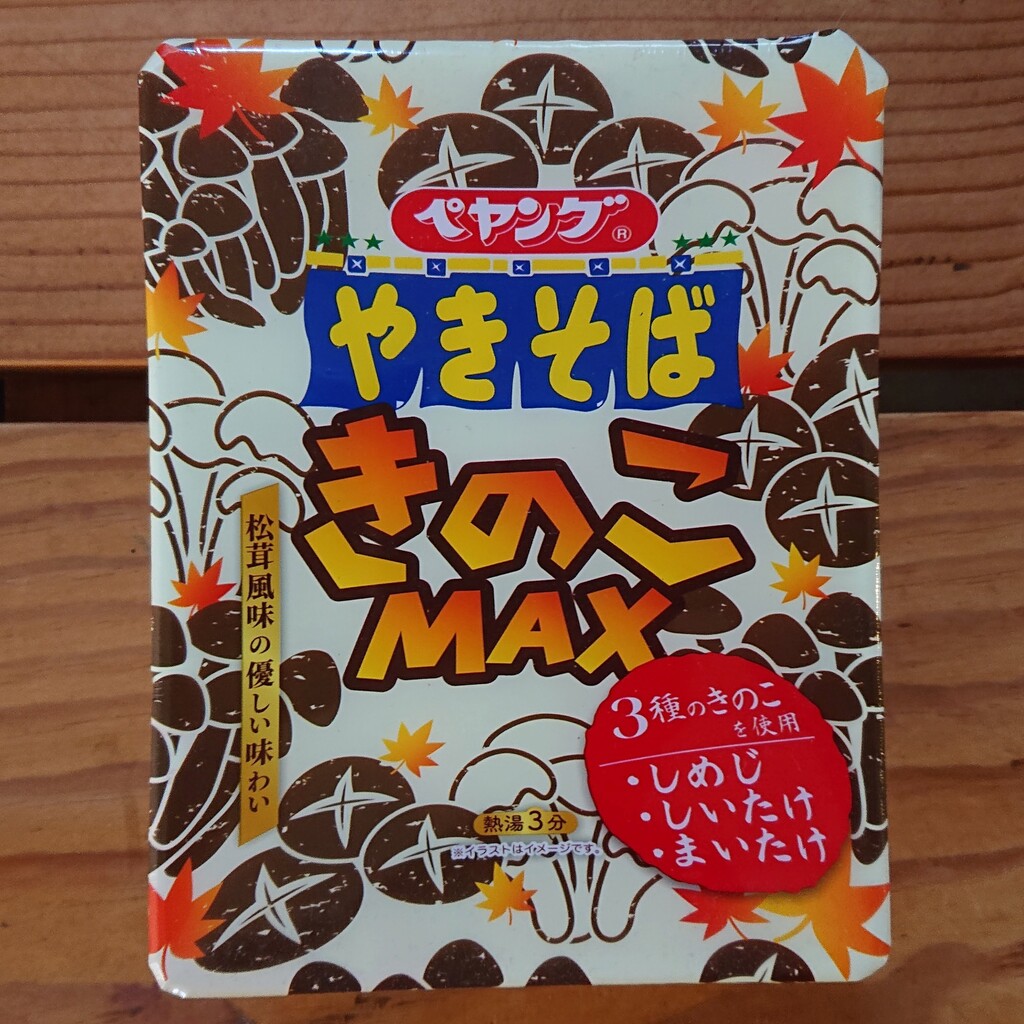 ペヤング®
やきそば
きのこ
MAX
松茸風味の優しい味わい
3種のきのこ
を使用
・しめじ
・しいたけ
・まいたけ
熱湯3分
※イラストはイメージです。